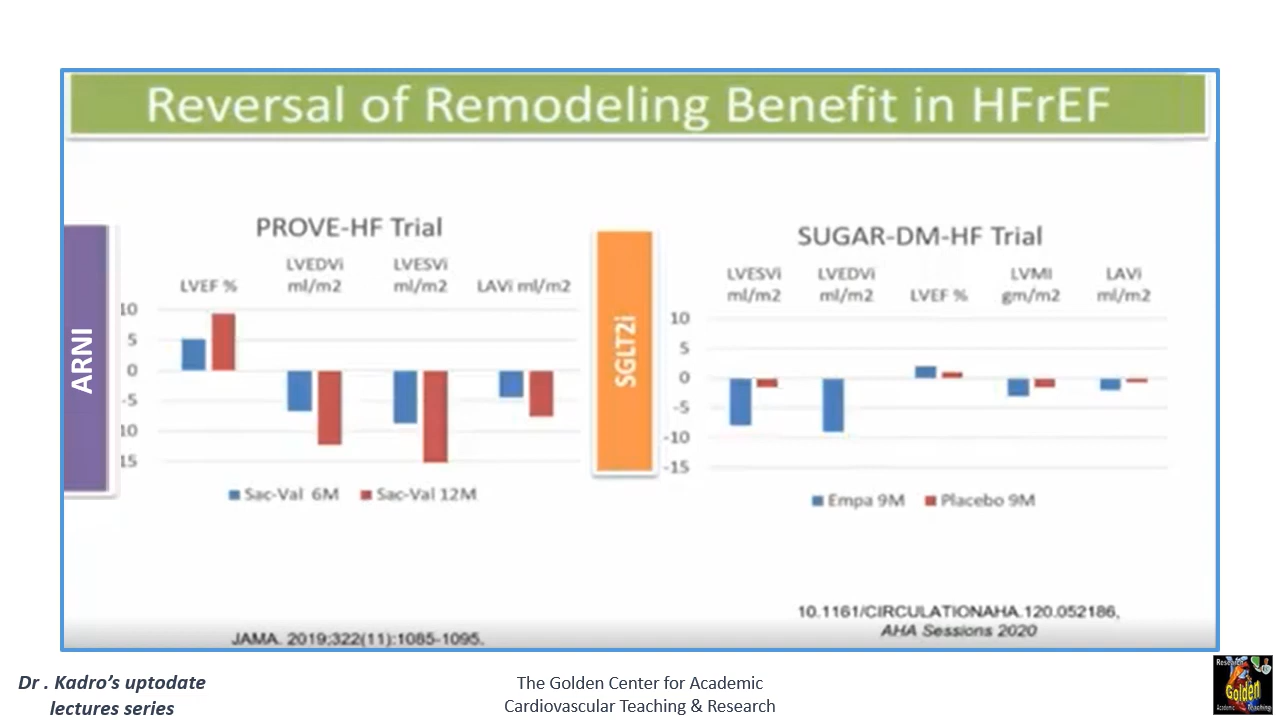 Reversal of Remodeling Benefit in HFrEF
ARNI
PROVE-HF Trial
LVEF %
LVEDVi
ml/m2
LVESVi
ml/m2
LAVi ml/m2
10
5
0
-5
10
15
Sac-Val 6M
Sac-Val 12M
SGLT2i
SUGAR-DM-HF Trial
LVESVi
ml/m2
LVEDVi
ml/m2
LVEF %
LVMI
gm/m2
LAVi
ml/m2
10
5
0
-5
-10
-15
Empa 9M
Placebo 9M
JAMA. 2019;322(11):1085-1095.
10.1161/CIRCULATIONAHA.120.052186,
AHA Sessions 2020
Dr . Kadro's uptodate
lectures series
The Golden Center for Academic
Cardiovascular Teaching & Research
Research
Golden
Academic Teaching